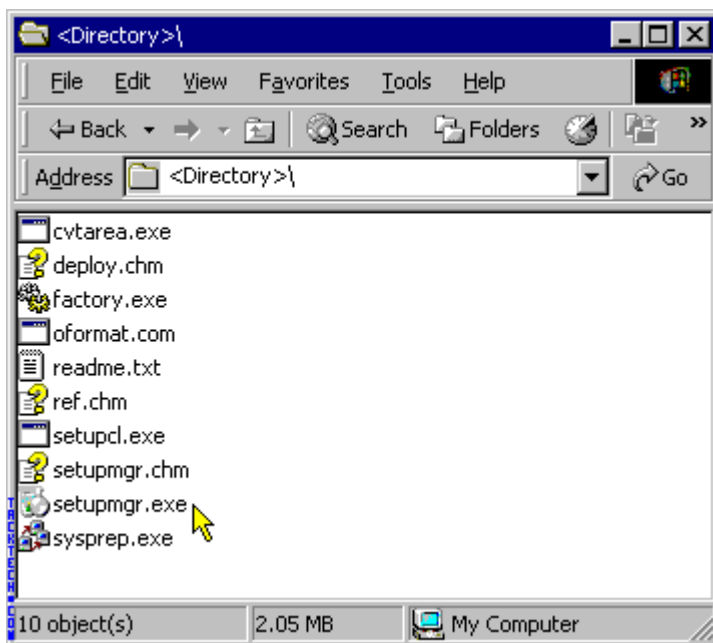 <Directory>\
File Edit View Favorites Tools Help
Back Search Folders »
Address <Directory>\ Go
cvtarea.exe
deploy.chm
factory.exe
oformat.com
readme.txt
ref.chm
setupcl.exe
setupmgr.chm
setupmgr.exe
sysprep.exe
TACKTECH.COM
10 object(s) 2.05 MB My Computer